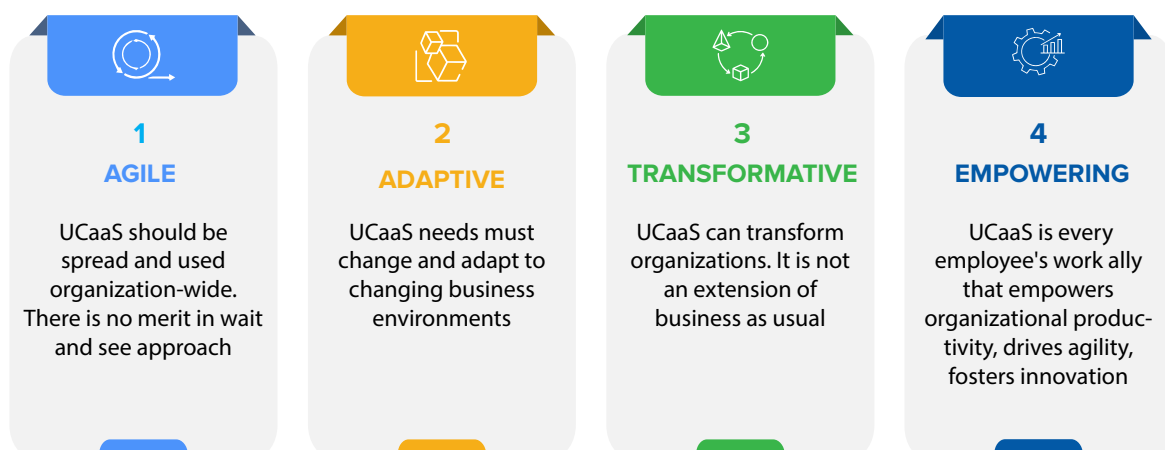 1
AGILE
UCaaS should be
spread and used
organization-wide.
There is no merit in wait
and see approach
2
ADAPTIVE
UCaaS needs must
change and adapt to
changing business
environments
3
TRANSFORMATIVE
UCaaS can transform
organizations. It is not
an extension of
business as usual
4
EMPOWERING
UCaaS is every
employee's work ally
that empowers
organizational produc-
tivity, drives agility,
fosters innovation